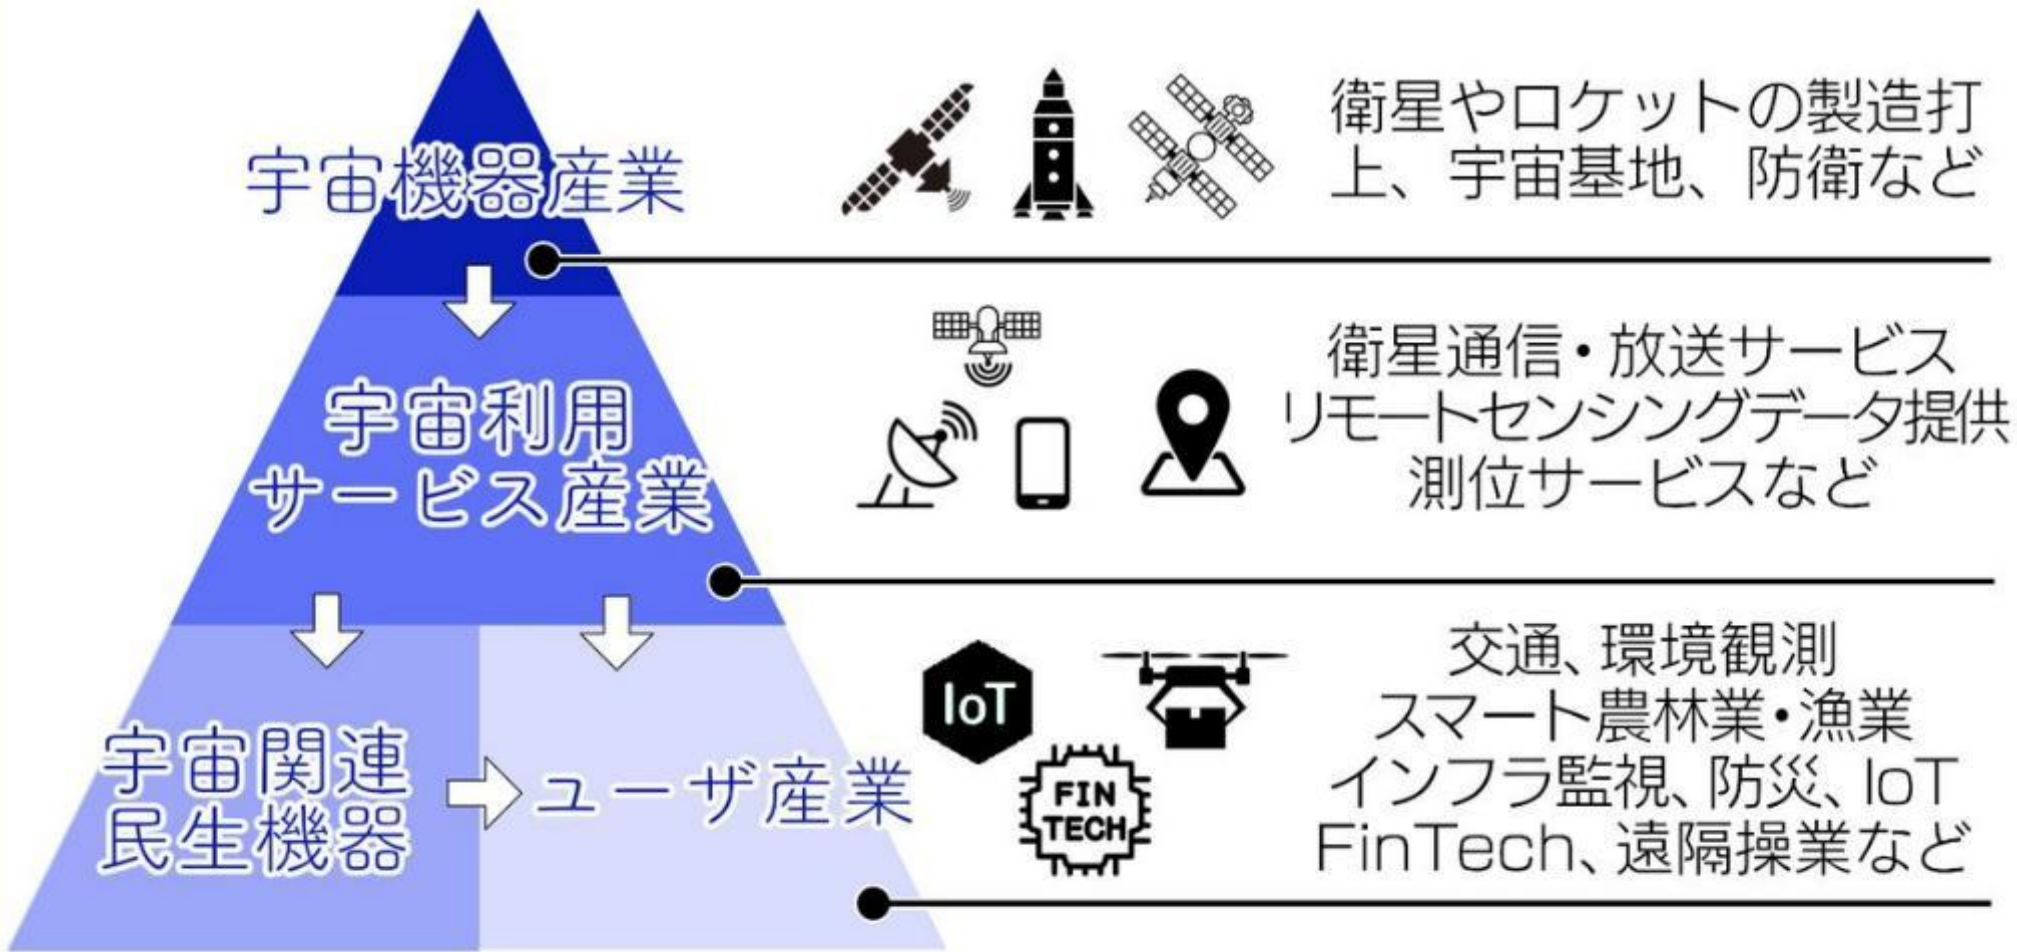 宇宙機器産業
衛星やロケットの製造打
上、宇宙基地、防衛など
宇宙利用
サービス産業
衛星通信・放送サービス
リモートセンシングデータ提供
測位サービスなど
宇宙関連
民生機器
ユーザ産業
IoT
FIN
TECH
交通、環境観測
スマート農林業・漁業
インフラ監視、防災、IoT
FinTech、遠隔操業など